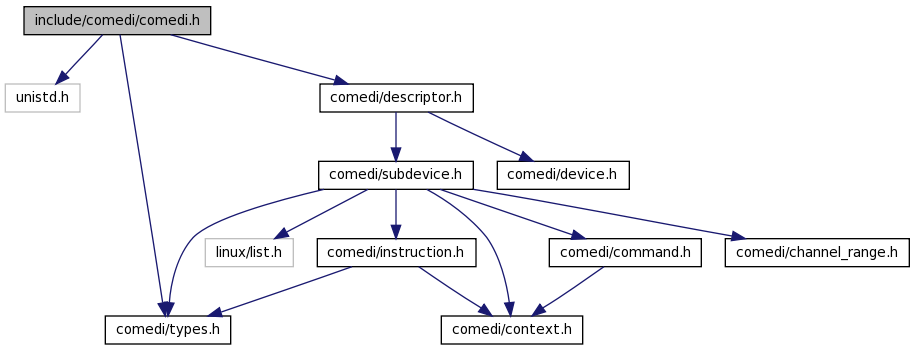 include/comedi/comedi.h
unistd.h
comedi/descriptor.h
comedi/subdevice.h
comedi/device.h
linux/list.h
comedi/instruction.h
comedi/command.h
comedi/channel_range.h
comedi/types.h
comedi/context.h